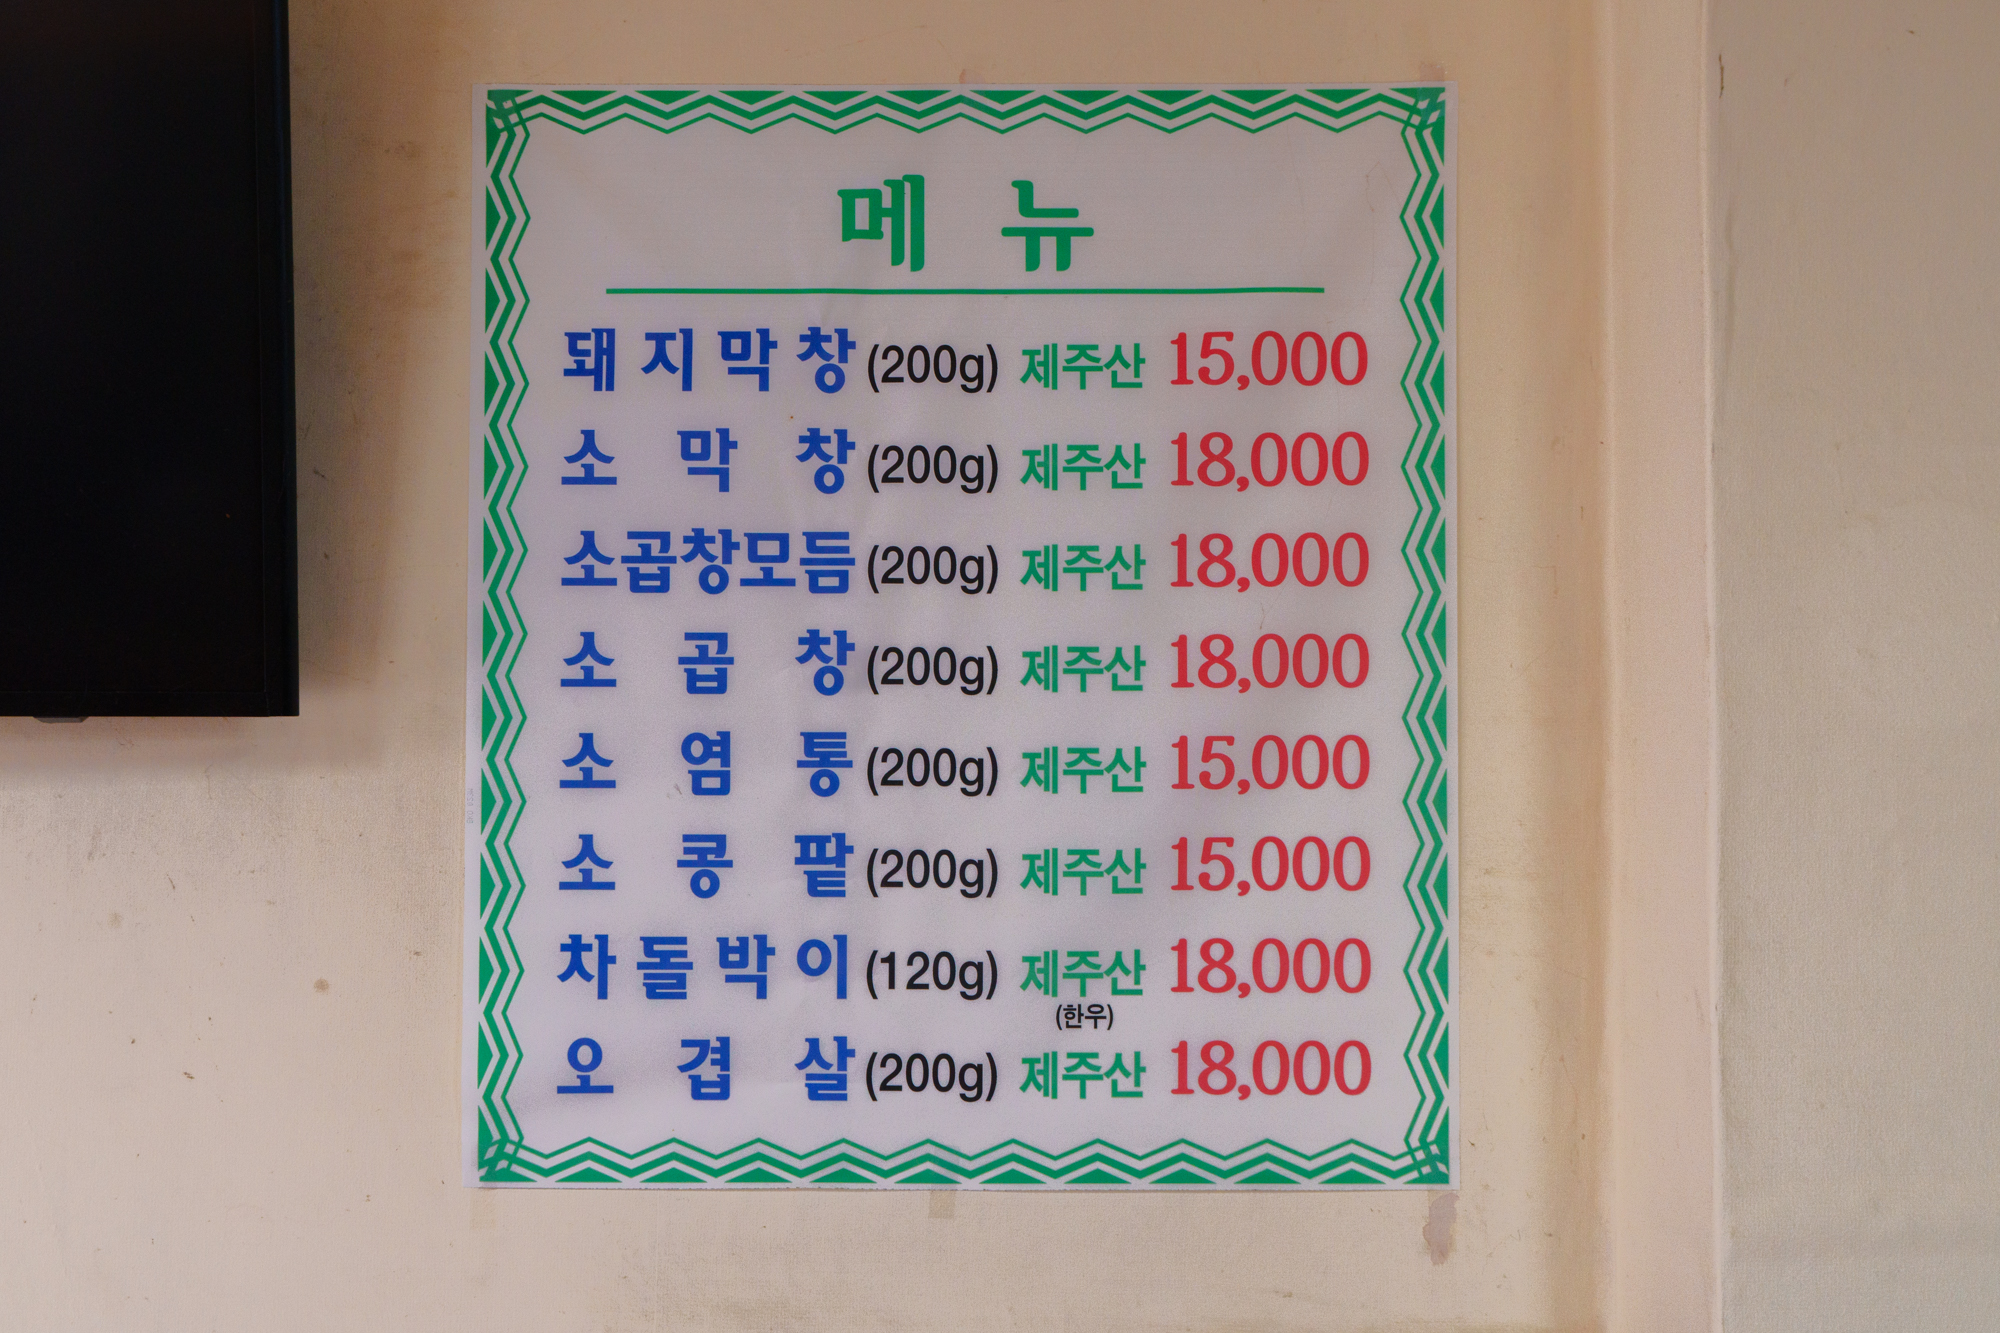 메 뉴
돼지막창 (200g) 제주산 15,000
소 막 창 (200g) 제주산 18,000
소곱창모듬 (200g) 제주산 18,000
소 곱 창 (200g) 제주산 18,000
소 염 통 (200g) 제주산 15,000
소 콩 팥 (200g) 제주산 15,000
차돌박이 (120g) 제주산 18,000
(한우)
오 겹 살 (200g) 제주산 18,000